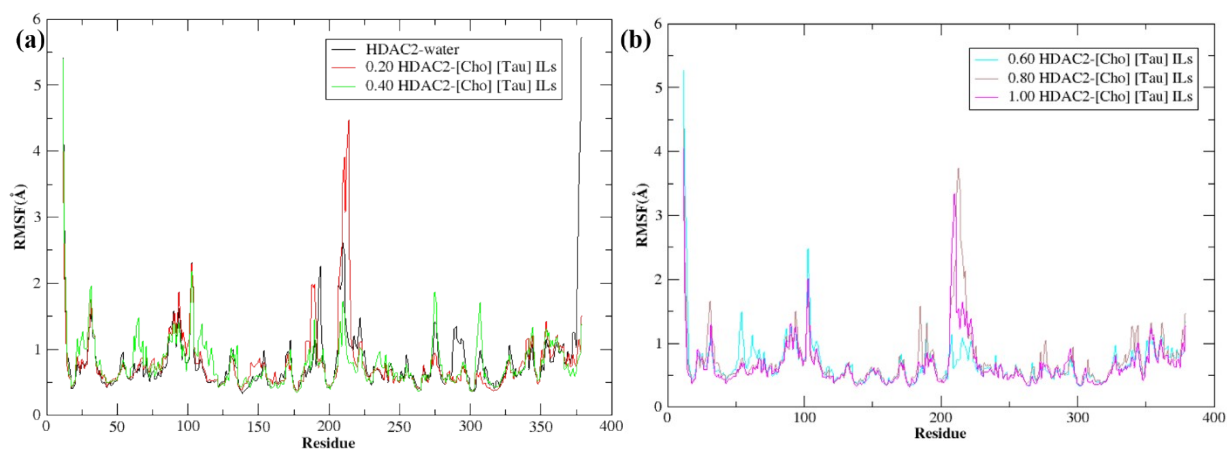 (a)
HDAC2-water
0.20 HDAC2-[Cho] [Tau] ILs
0.40 HDAC2-[Cho] [Tau] ILs
RMSF(Å)
6
5
4
3
2
1
0
0 50 100 150 200 250 300 350 400
Residue
(b)
0.60 HDAC2-[Cho] [Tau] ILs
0.80 HDAC2-[Cho] [Tau] ILs
1.00 HDAC2-[Cho] [Tau] ILs
RMSF(Å)
6
5
4
3
2
1
0
0 100 200 300 400
Residue